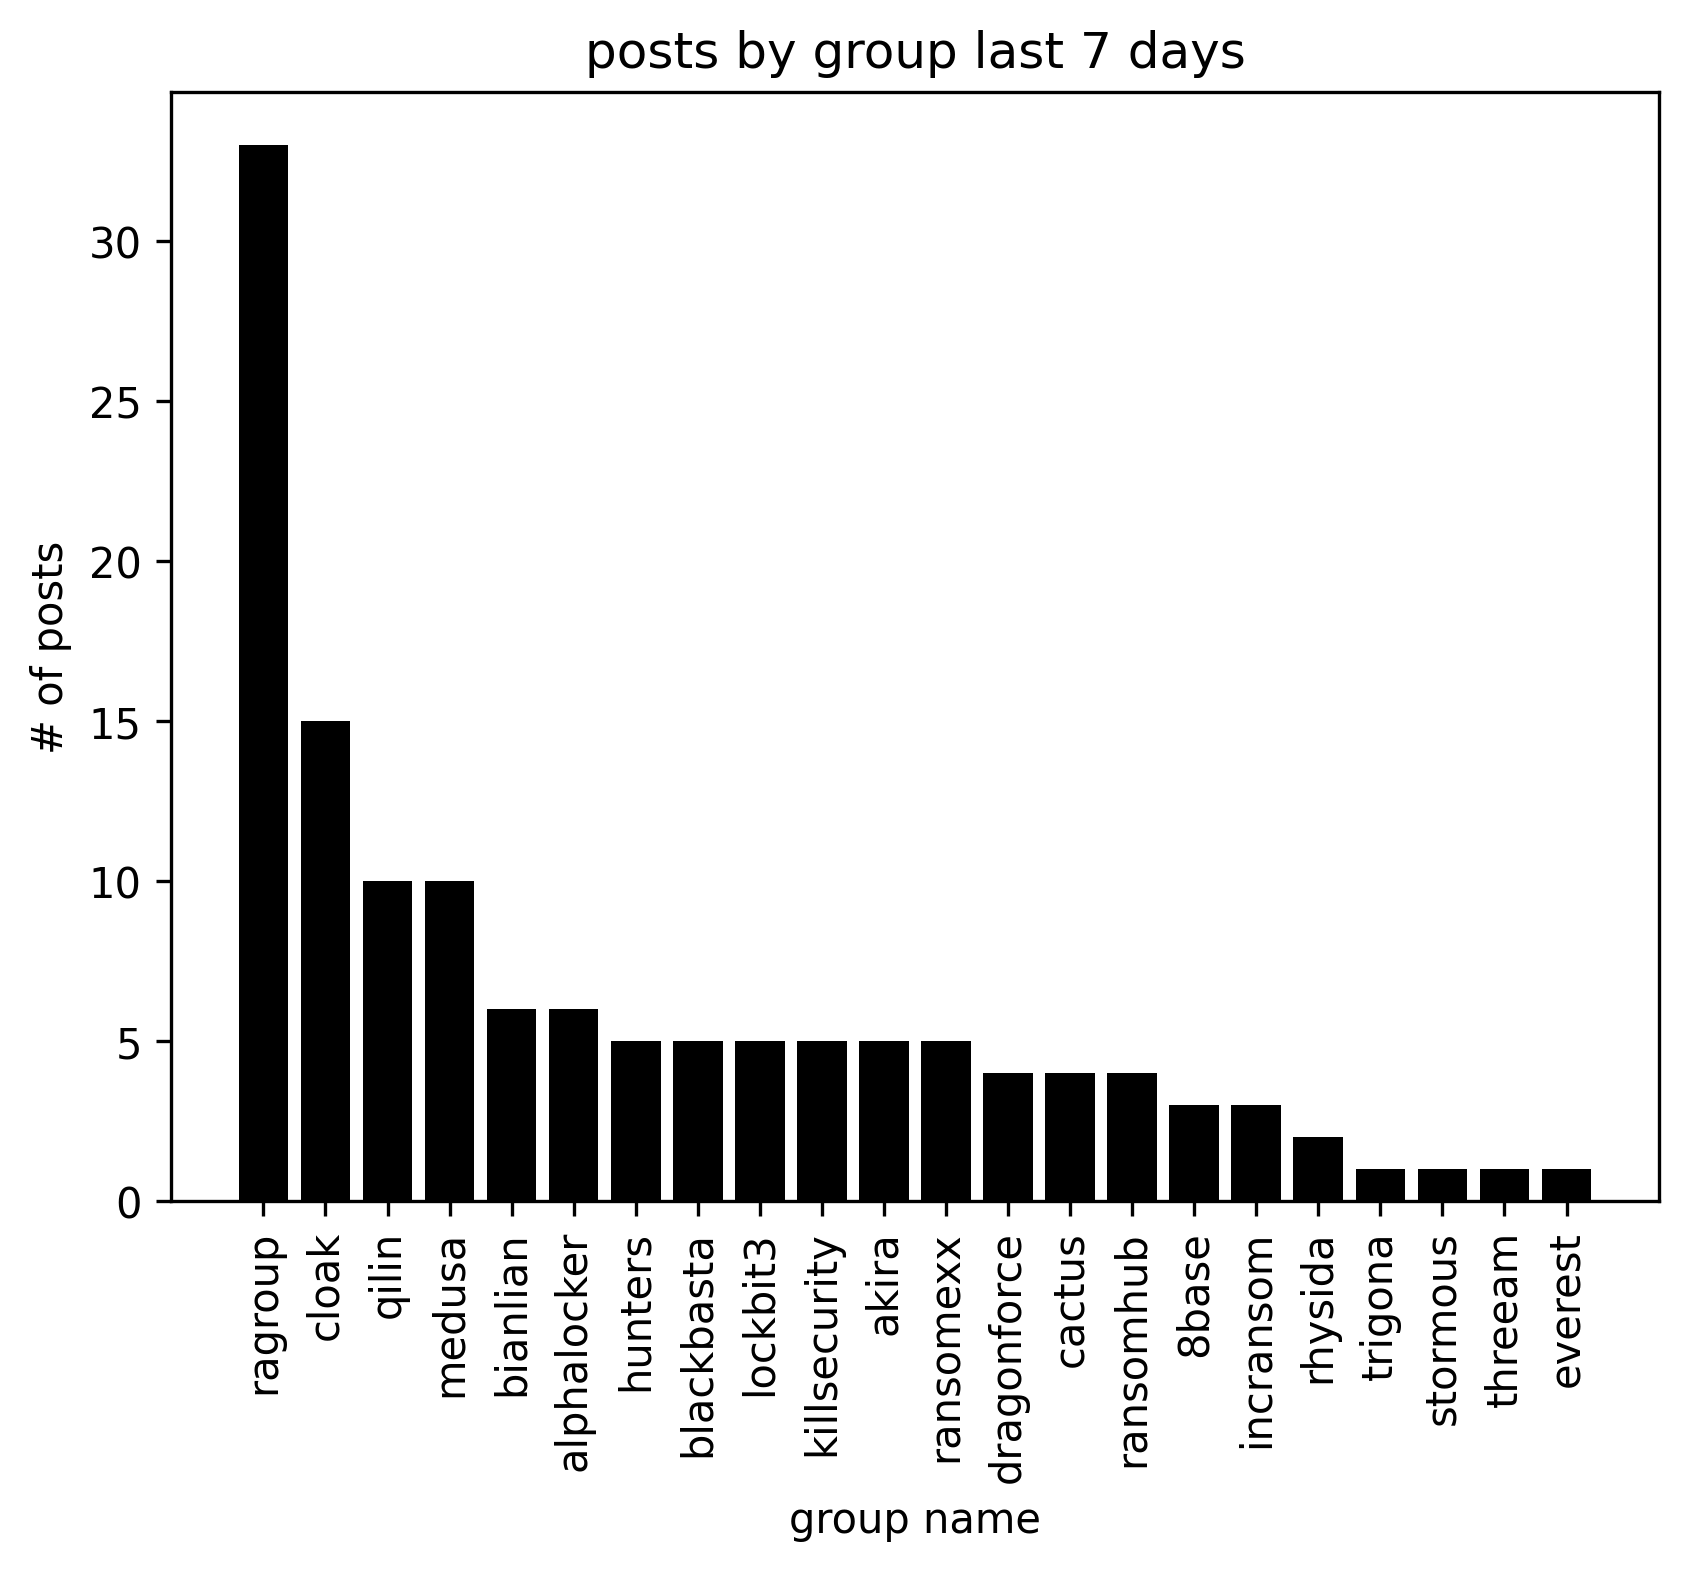 posts by group last 7 days
# of posts
30
25
20
15
10
5
0
ragroup
cloak
qilin
medusa
bianlian
alphalocker
hunters
blackbasta
lockbit3
killsecurity
akira
ransomexx
dragonforce
cactus
ransomhub
8base
incransom
rhysida
trigona
stormous
threeam
everest
group name